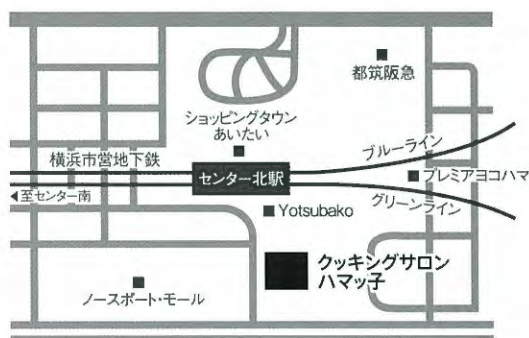 都筑阪急
ショッピングタウン
あいたい
ブルーライン
横浜市営地下鉄
センター北駅
プレミアヨコハマ
◀至センター南
グリーンライン
Yotsubako
クッキングサロン
ハマッ子
ノースポート・モール